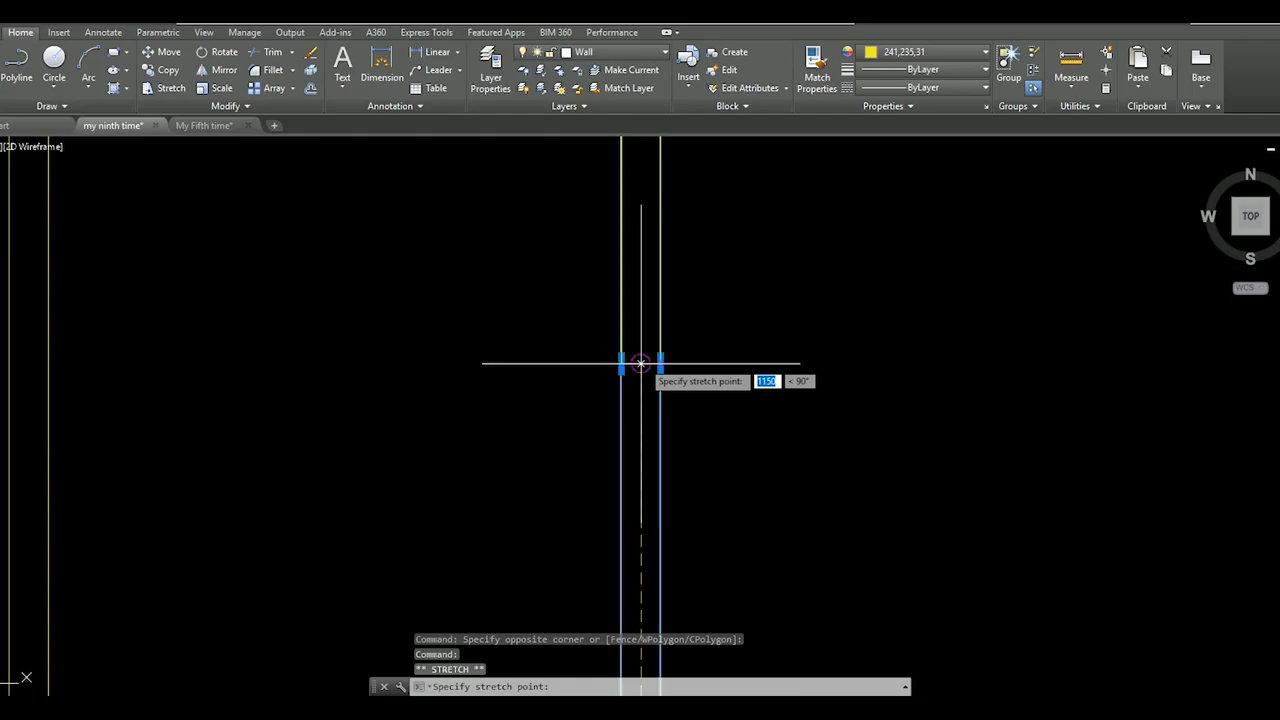 Home Insert Annotate Parametric View Manage Output Add-ins A360 Express Tools Featured Apps BIM 360 Performance
Move Rotate Trim Linear Wall Create 241,235,31
Copy Mirror Fillet Leader Make Current Edit ByLayer
Polyline Circle Arc Text Dimension Layer Properties Insert Match Properties Group Measure Paste Base
Stretch Scale Array Table Match Layer Edit Attributes ByLayer
Draw Modify Annotation Layers Block Properties Groups Utilities Clipboard View
art my ninth time* My Fifth time*
][2D Wireframe]
N
W TOP
S
WCS
Specify stretch point: 1150 < 90°
Command: Specify opposite corner or [Fence/WPolygon/CPolygon]:
Command:
** STRETCH **
Specify stretch point: